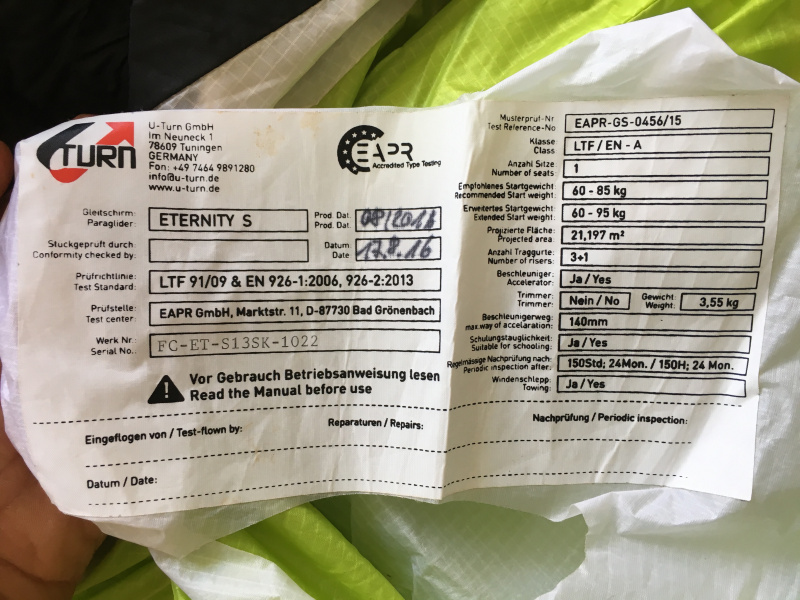 TURN
U-Turn GmbH
Im Neuneck 1
78609 Tuningen
GERMANY
Fon: +49 7464 9891280
info@u-turn.de
www.u-turn.de
EAPR
Accredited Type Testing
Gleitschirm: ETERNITY S Prod. Dat. 08/2016
Paraglider: Prod. Dat.
Stückgeprüft durch: Datum: 17.8.16
Conformity checked by: Date
Prüfrichtlinie: LTF 91/09 & EN 926-1:2006, 926-2:2013
Test Standard:
Prüfstelle: EAPR GmbH, Marktstr. 11, D-87730 Bad Grönenbach
Test center:
Werk Nr.: FC-ET-S13SK-1022
Serial No.:
Vor Gebrauch Betriebsanweisung lesen
Read the Manual before use
Eingeflogen von / Test-flown by: Reparaturen / Repairs:
Datum / Date:
Musterpruf-Nr EAPR-GS-0456/15
Test Reference-No
Klasse LTF / EN - A
Class
Anzahl Sitze 1
Number of seats
Empfohlenes Startgewicht 60 - 85 kg
Recommended Start weight:
Erweitertes Startgewicht 60 - 95 kg
Extended Start weight:
Projizierte Fläche: 21,197 m²
Projected area:
Anzahl Traggurte: 3+1
Number of risers:
Beschleuniger: Ja / Yes
Accelerator:
Trimmer: Nein / No Gewicht: 3,55 kg
Trimmer: Weight:
Beschleunigerweg: 140mm
max.way of accelaration:
Schulungstauglichkeit: Ja / Yes
Suitable for schooling:
Regelmässige Nachprüfung nach: 150Std; 24Mon. / 150H; 24 Mon.
Periodic inspection after:
Windenschlepp: Ja / Yes
Towing:
Nachprüfung / Periodic inspection: